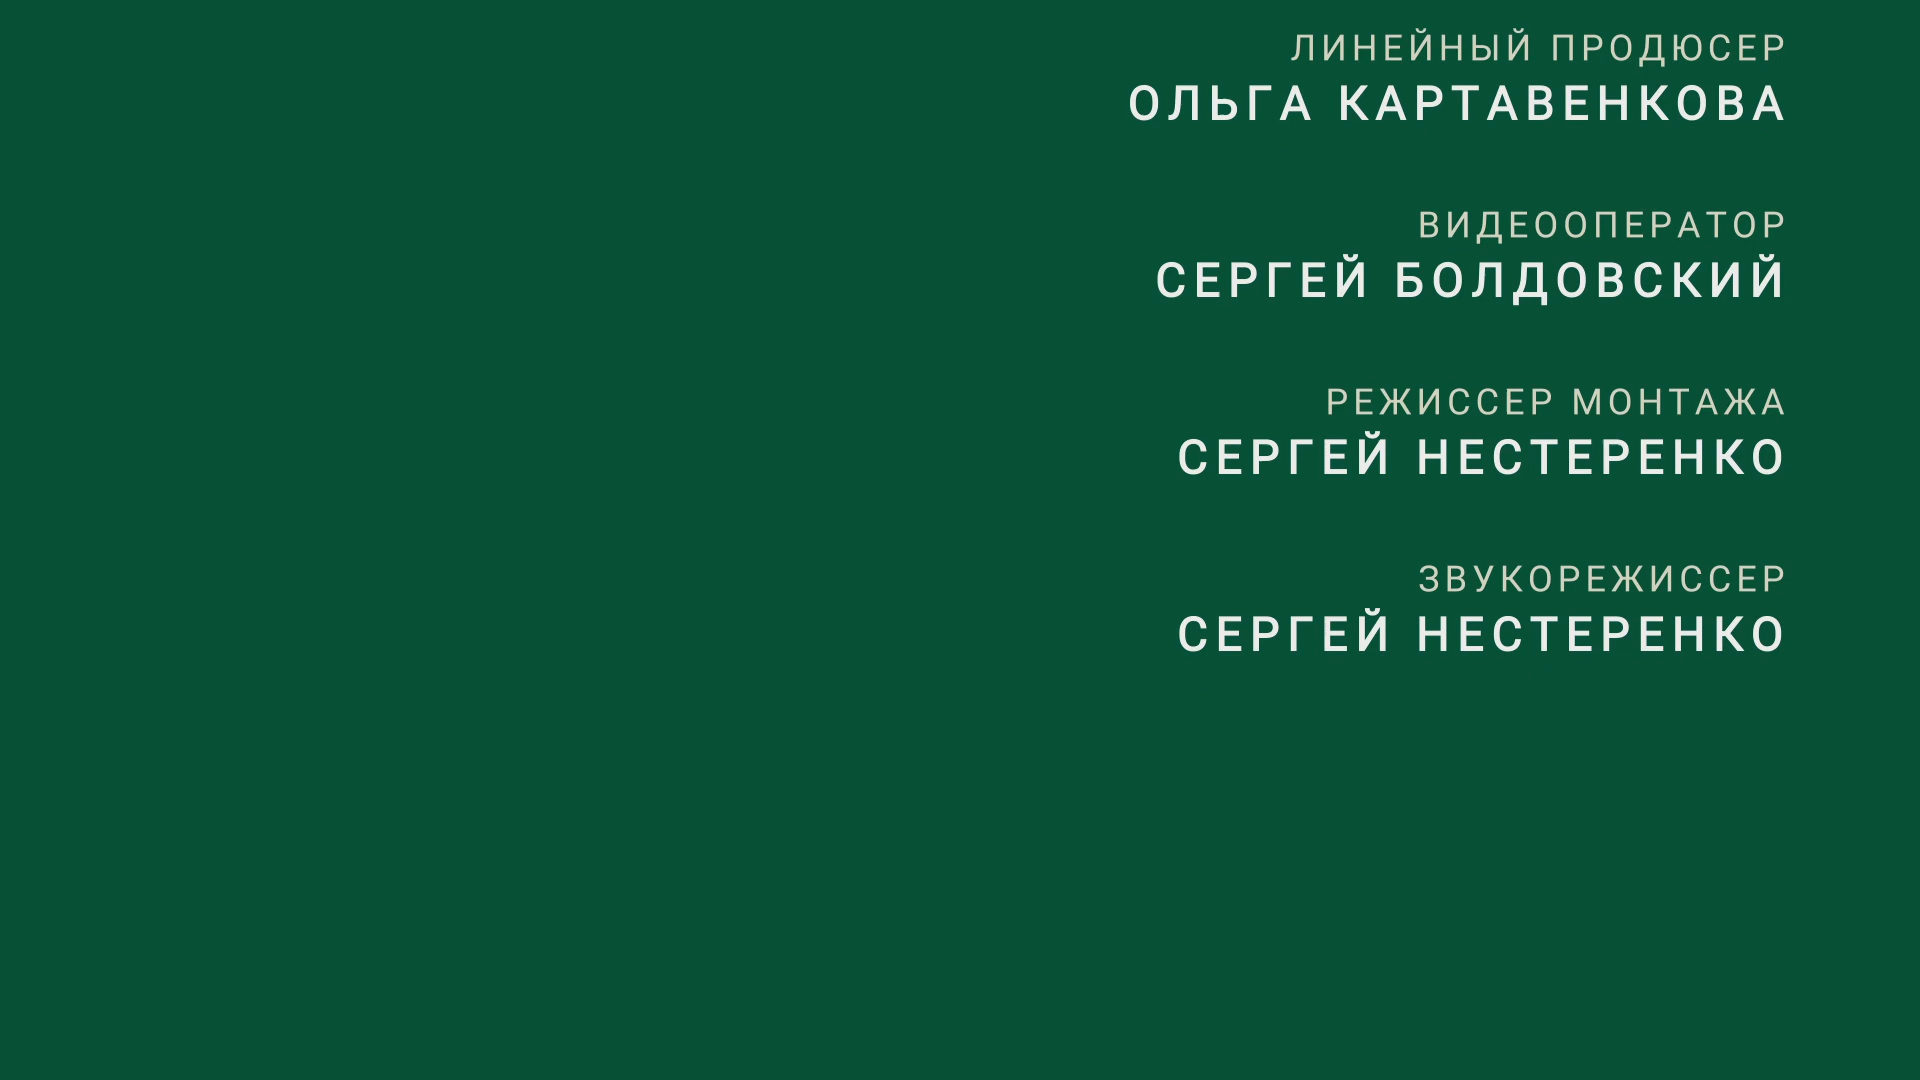 ЛИНЕЙНЫЙ ПРОДЮСЕР
ОЛЬГА КАРТАВЕНКОВА
ВИДЕООПЕРАТОР
СЕРГЕЙ БОЛДОВСКИЙ
РЕЖИССЕР МОНТАЖА
СЕРГЕЙ НЕСТЕРЕНКО
ЗВУКОРЕЖИССЕР
СЕРГЕЙ НЕСТЕРЕНКО